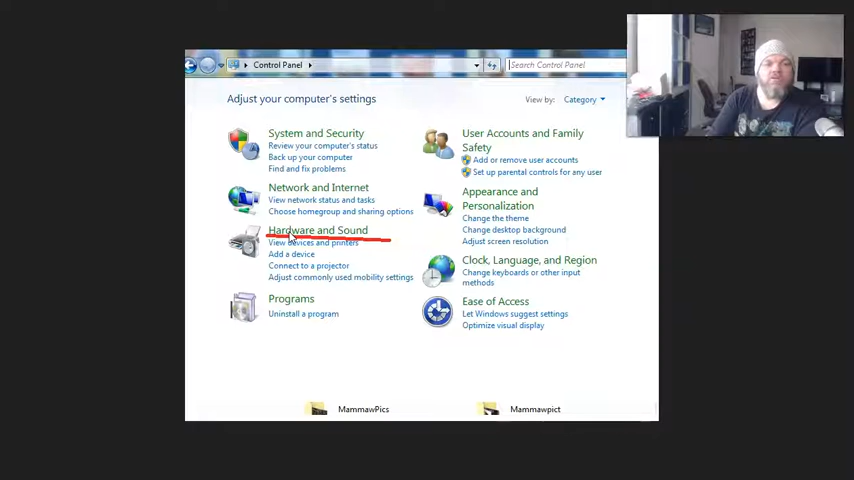 Control Panel
Search Control Panel
Adjust your computer's settings
View by: Category
System and Security
Review your computer's status
Back up your computer
Find and fix problems
Network and Internet
View network status and tasks
Choose homegroup and sharing options
Hardware and Sound
View devices and printers
Add a device
Connect to a projector
Adjust commonly used mobility settings
Programs
Uninstall a program
User Accounts and Family
Safety
Add or remove user accounts
Set up parental controls for any user
Appearance and
Personalization
Change the theme
Change desktop background
Adjust screen resolution
Clock, Language, and Region
Change keyboards or other input
methods
Ease of Access
Let Windows suggest settings
Optimize visual display
MammawPics
Mammawpict